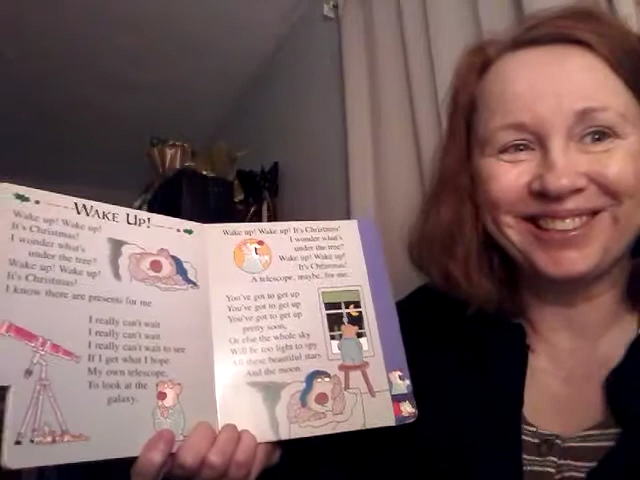 WAKE UP!
Wake up! Wake up!
It's Christmas!
I wonder what's
under the tree?
Wake up! Wake up!
It's Christmas!
I know there are presents for me.
I really can't wait
I really can't wait
I really can't wait to see
If I get what I hope
My own telescope,
To look at the
galaxy.
Wake up! Wake up! It's Christmas!
I wonder what's
under the tree?
Wake up! Wake up!
It's Christmas!
A telescope, maybe, for me.
You've got to get up
You've got to get up
You've got to get up
pretty soon,
Or else the whole sky
Will be too light to spy
All these beautiful stars
And the moon.